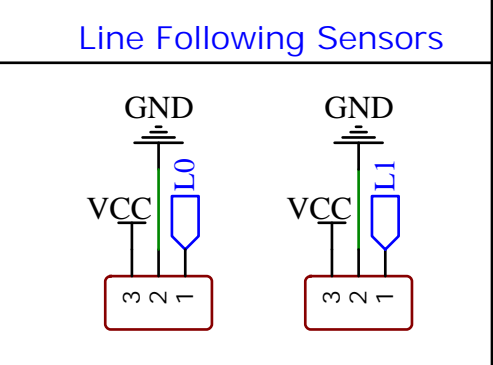 Line Following Sensors
GND GND
L0 L1
VCC VCC
3 2 1 3 2 1